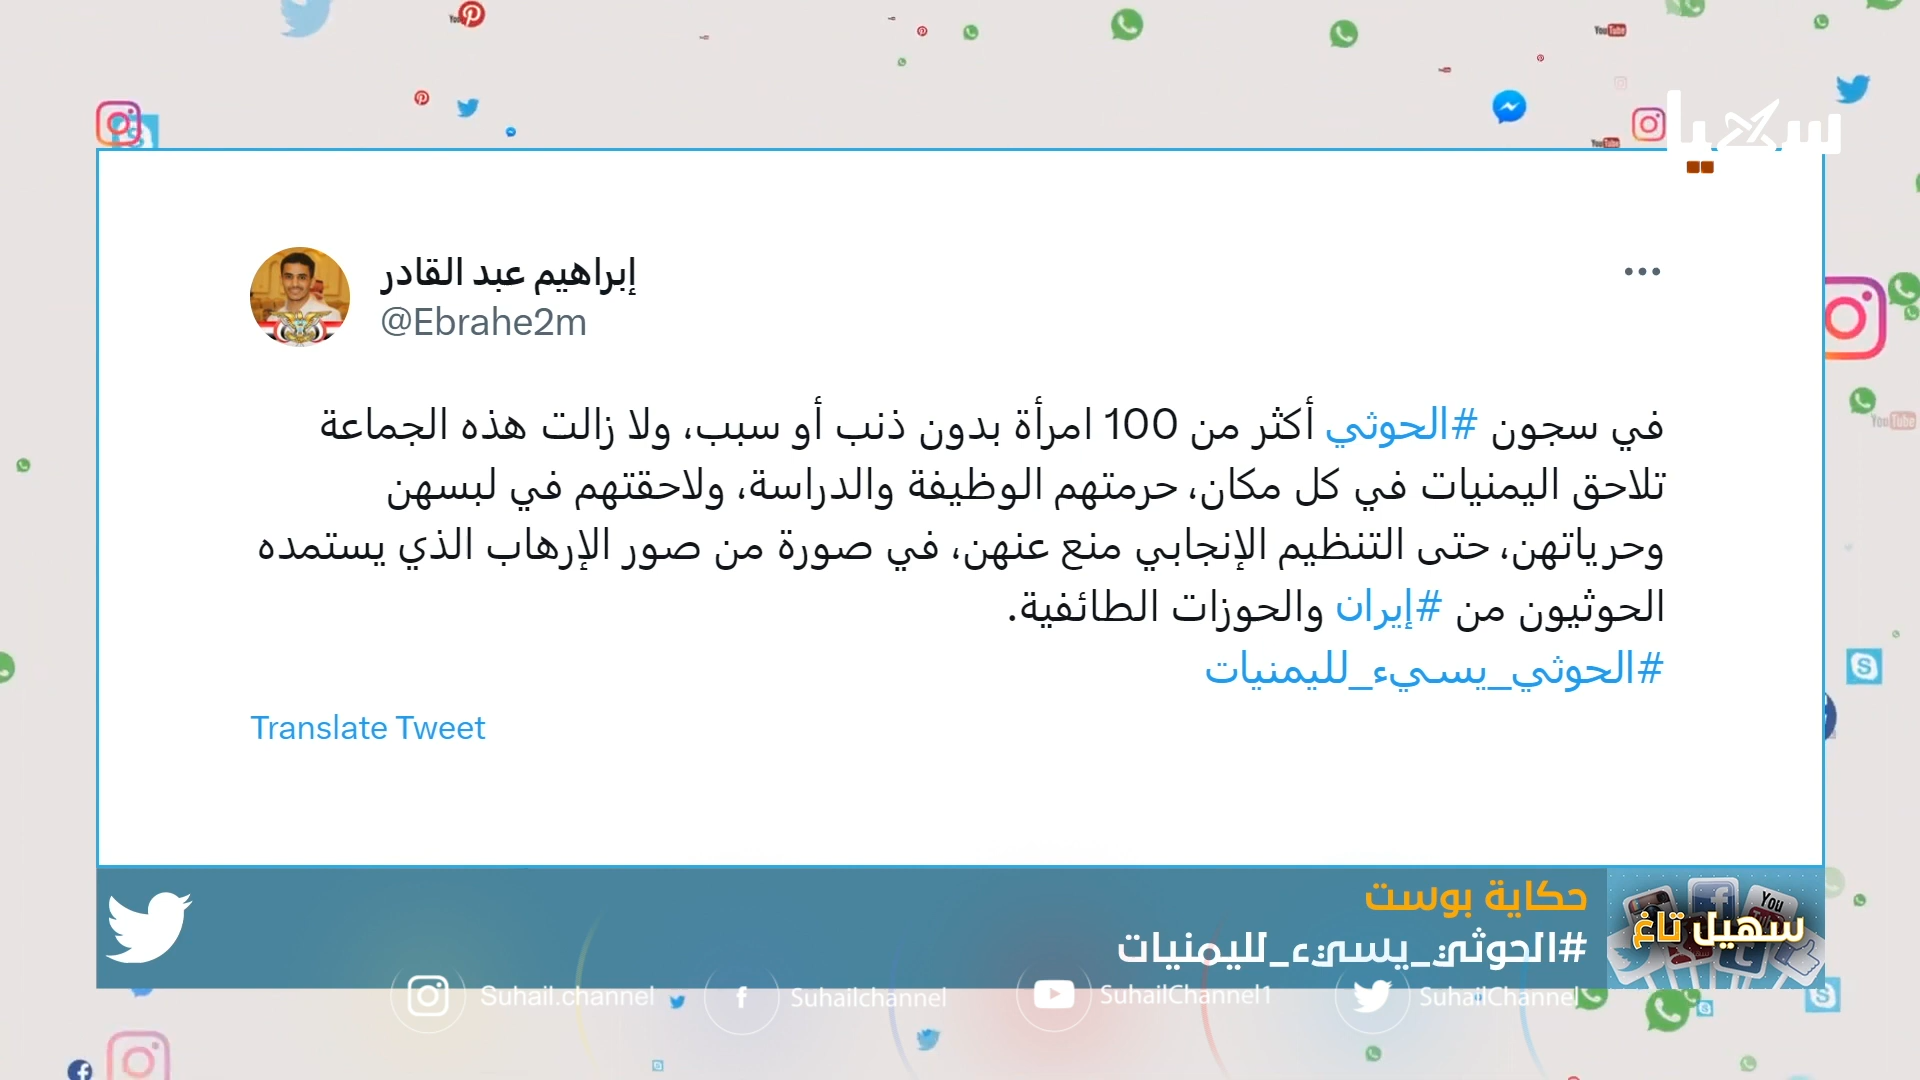 سهيل
إبراهيم عبد القادر
@Ebrahe2m
في سجون #الحوثي أكثر من 100 امرأة بدون ذنب أو سبب، ولا زالت هذه الجماعة
تلاحق اليمنيات في كل مكان، حرمتهم الوظيفة والدراسة، ولاحقتهم في لبسهن
وحرياتهن، حتى التنظيم الإنجابي منع عنهن، في صورة من صور الإرهاب الذي يستمده
الحوثيون من #إيران والحوزات الطائفية.
#الحوثي_يسيء_لليمنيات
Translate Tweet
حكاية بوست
#الحوثي_يسيء_لليمنيات
سهيل تاغ
Suhail.channel
Suhailchannel
SuhailChannel1
SuhailChannel